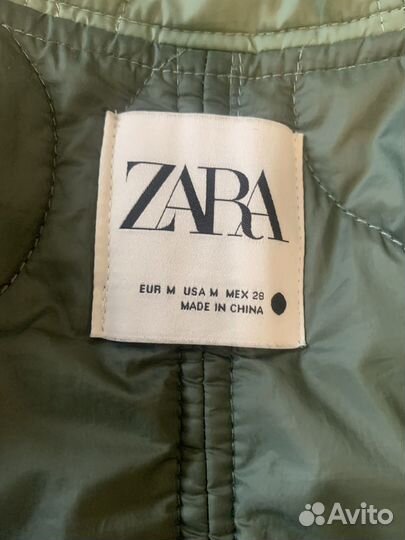 ZARA
EUR M USA M MEX 28
MADE IN CHINA
Avito